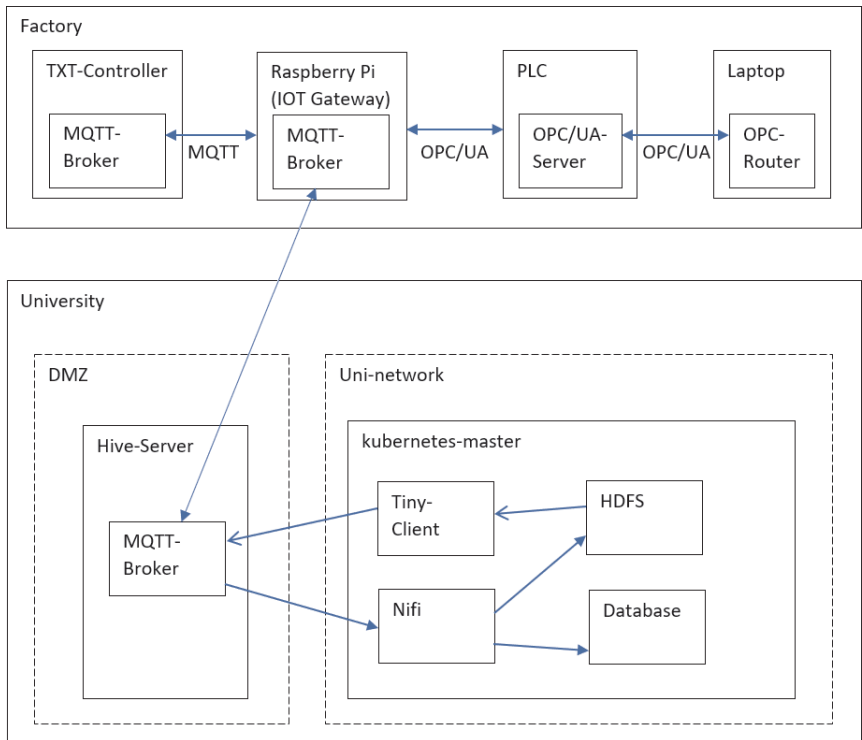 Factory
TXT-Controller
MQTT-
Broker
MQTT
Raspberry Pi
(IOT Gateway)
MQTT-
Broker
OPC/UA
PLC
OPC/UA-
Server
OPC/UA
Laptop
OPC-
Router
University
DMZ
Hive-Server
MQTT-
Broker
Uni-network
kubernetes-master
Tiny-
Client
HDFS
Nifi
Database